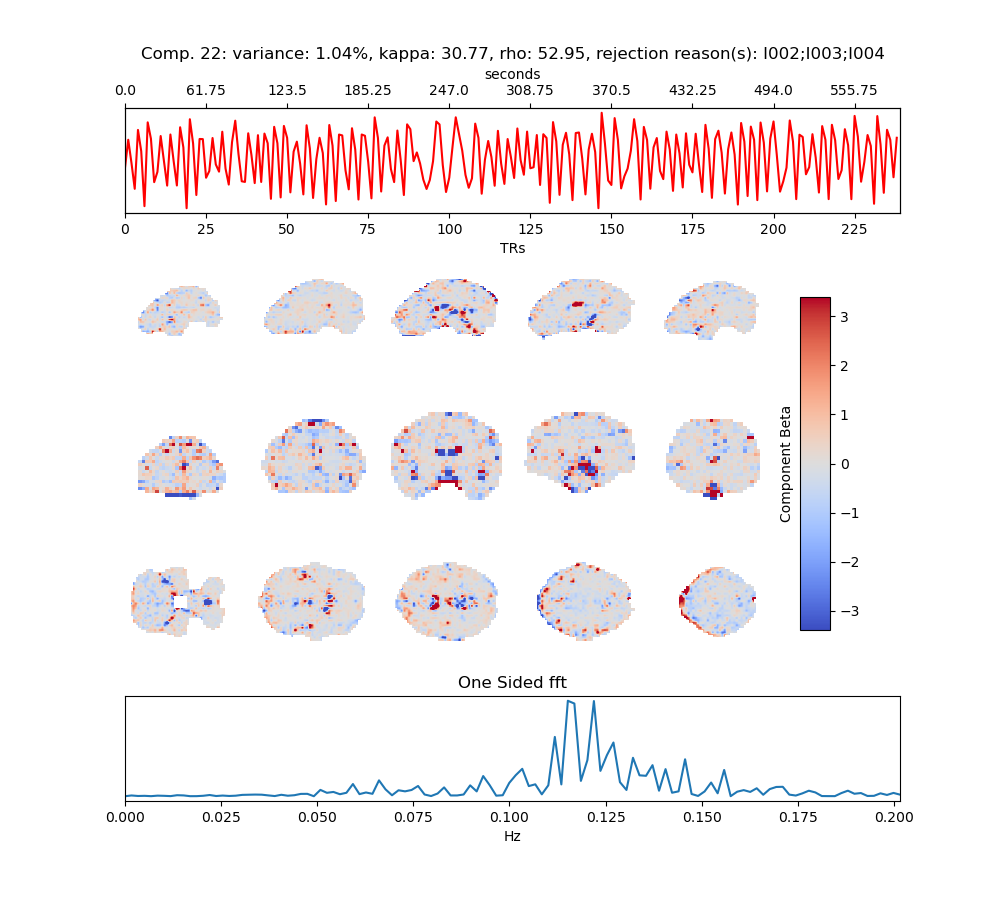 Comp. 22: variance: 1.04%, kappa: 30.77, rho: 52.95, rejection reason(s): I002;I003;I004
seconds
0.0 61.75 123.5 185.25 247.0 308.75 370.5 432.25 494.0 555.75
0 25 50 75 100 125 150 175 200 225
TRs
3
2
1
0
−1
−2
−3
Component Beta
One Sided fft
0.000 0.025 0.050 0.075 0.100 0.125 0.150 0.175 0.200
Hz